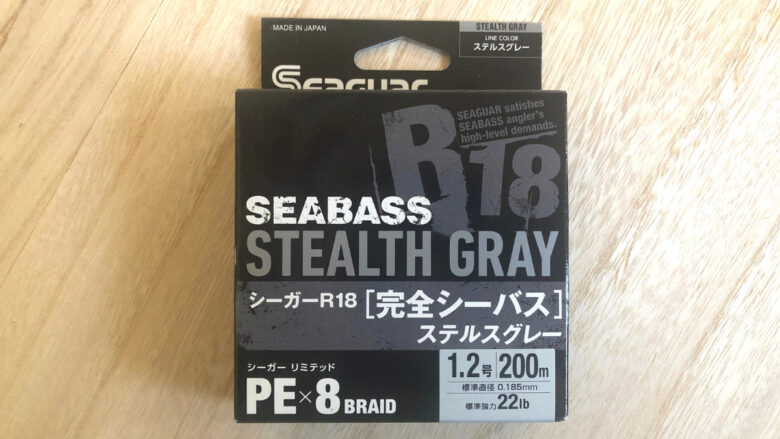 MADE IN JAPAN
STEALTH GRAY
LINE COLOR
ステルスグレー
Seaguar
R18
SEAGUAR satisfies
SEABASS angler's
high-level demands.
SEABASS
STEALTH GRAY
シーガーR18[完全シーバス]
ステルスグレー
シーガー リミテッド
PE×8 BRAID
1.2号 200m
標準直径 0.185mm
標準強力 22lb